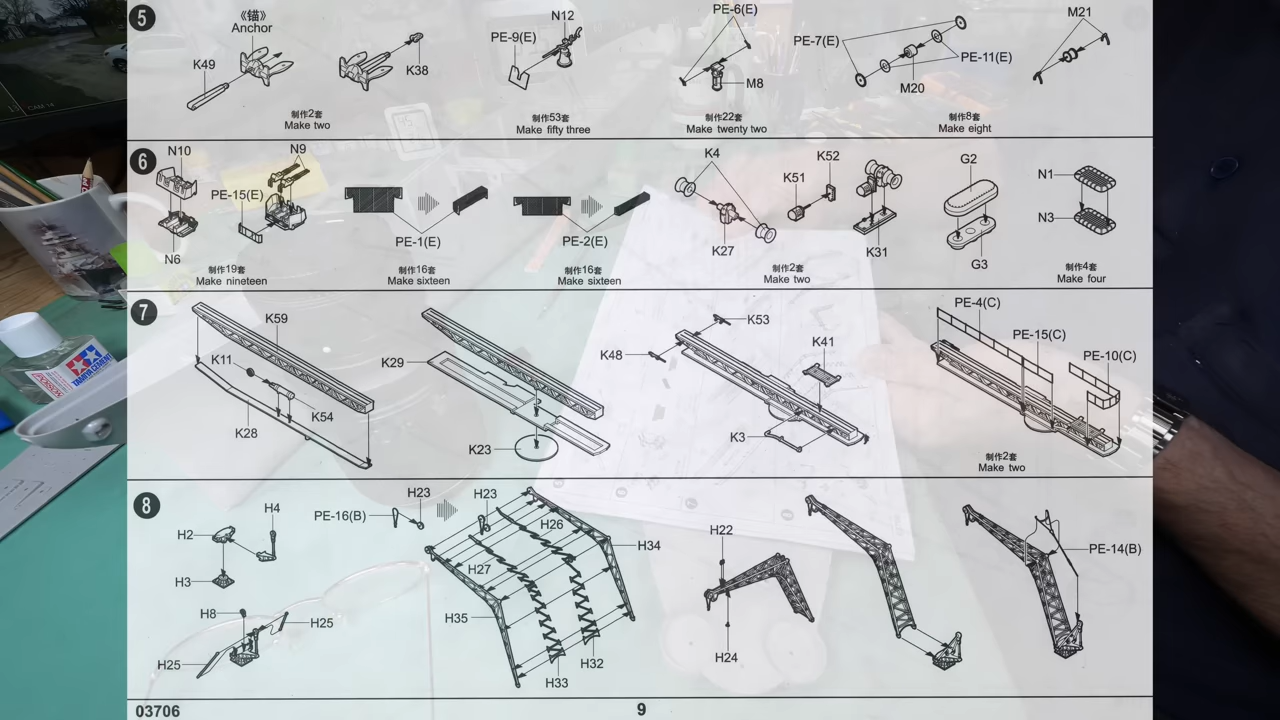 5
《锚》
Anchor
K49
K38
制作2套
Make two
PE-9(E)
N12
制作53套
Make fifty three
PE-6(E)
M8
制作22套
Make twenty two
PE-7(E)
PE-11(E)
M20
制作8套
Make eight
M21
6
N10
N9
PE-15(E)
N6
制作19套
Make nineteen
PE-1(E)
制作16套
Make sixteen
PE-2(E)
制作16套
Make sixteen
K4
K27
K51
K52
K31
制作2套
Make two
G2
G3
N1
N3
制作4套
Make four
7
K59
K11
K54
K28
K29
K23
K53
K48
K41
K3
PE-4(C)
PE-15(C)
PE-10(C)
制作2套
Make two
TAMIYA
8
H2
H4
H3
H8
H25
H25
PE-16(B)
H23
H23
H26
H34
H27
H35
H32
H33
H22
H24
PE-14(B)
03706
9